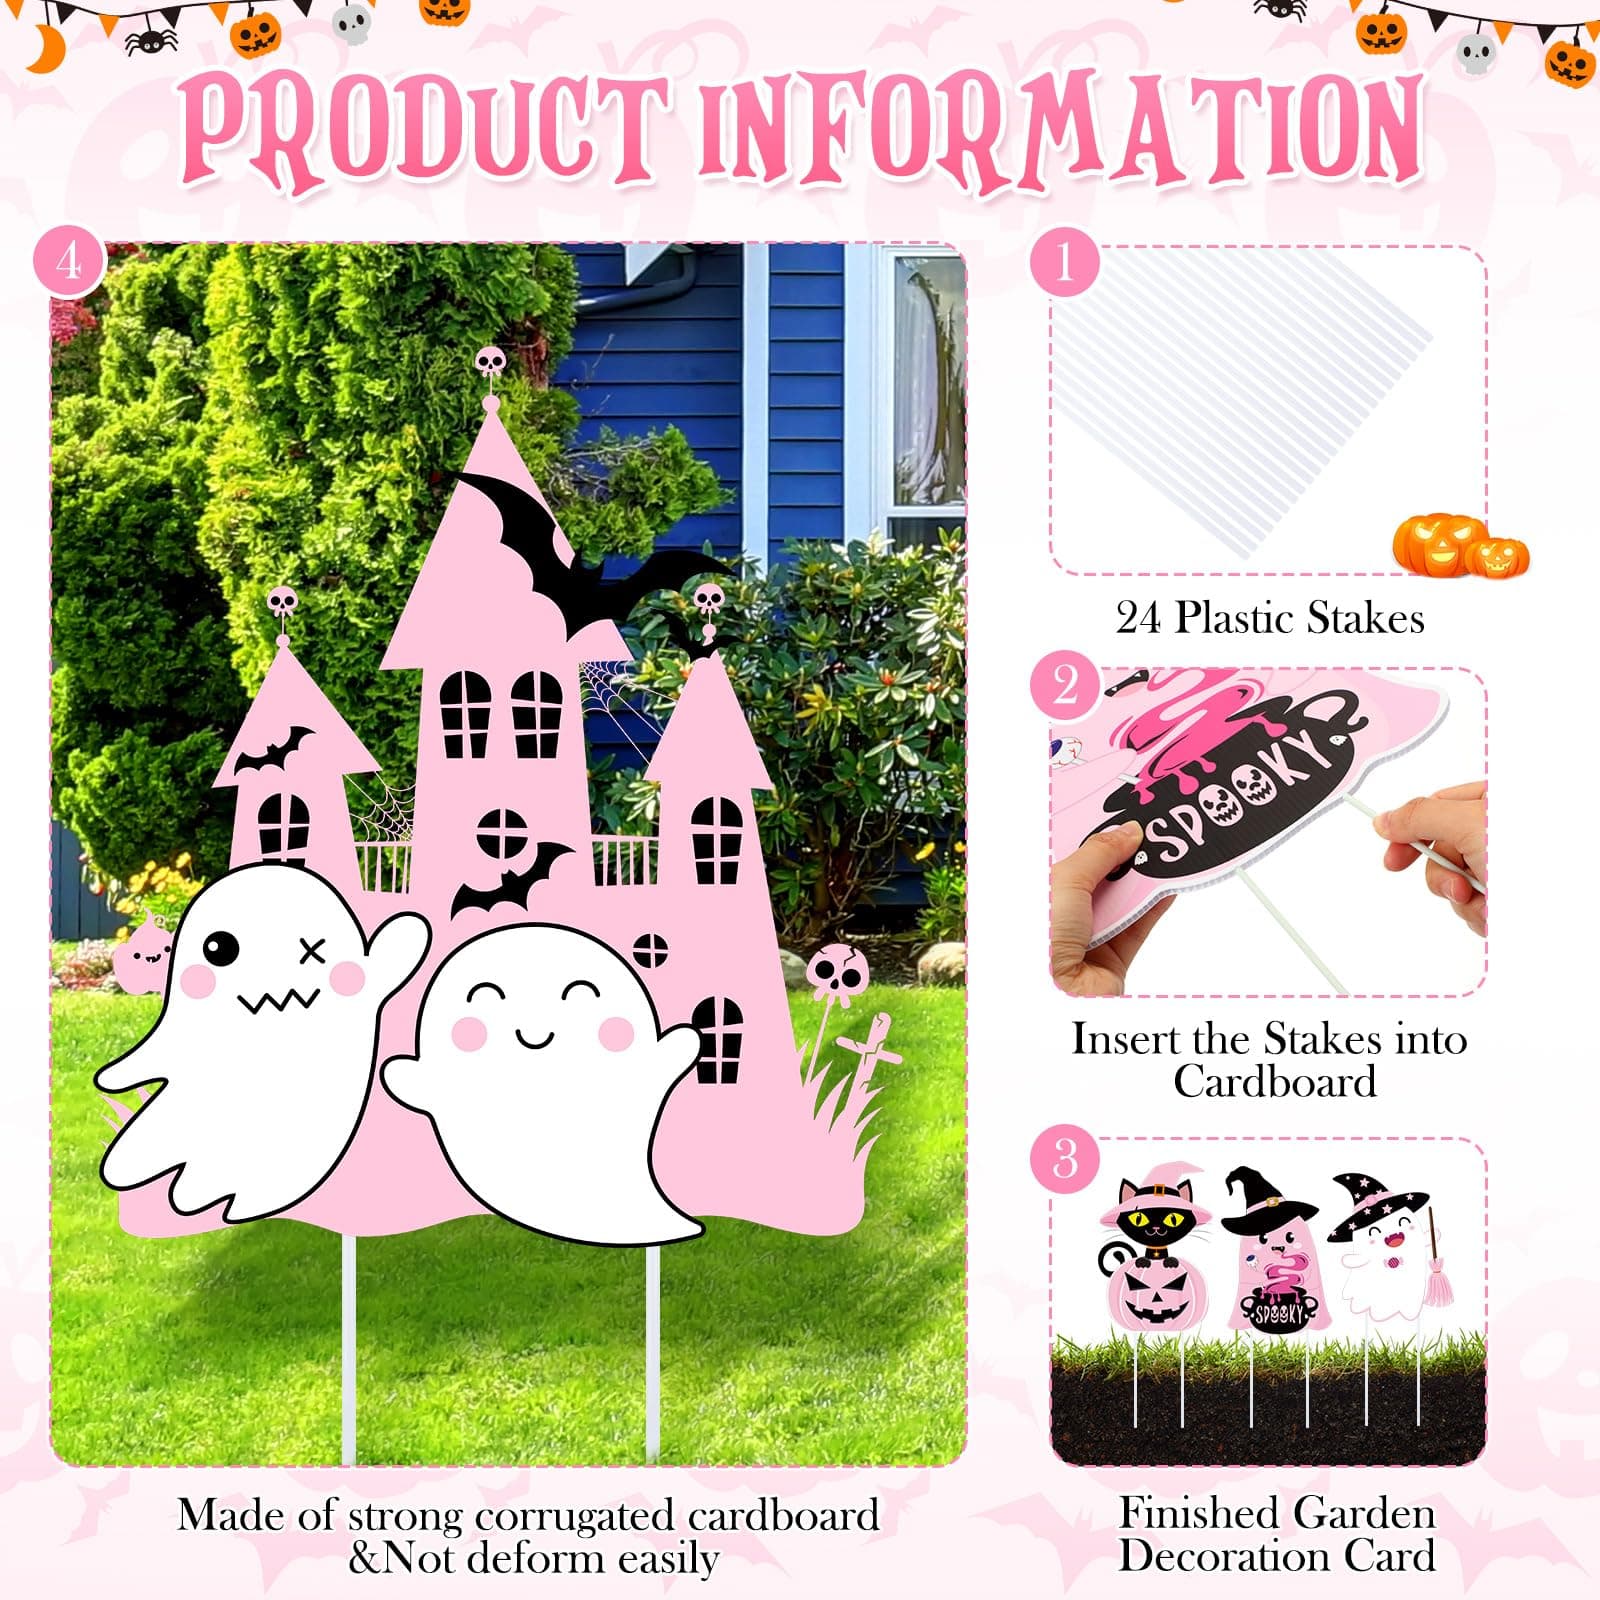 PRODUCT INFORMATION
4
Made of strong corrugated cardboard
&Not deform easily
1
24 Plastic Stakes
2
SPOOKY
Insert the Stakes into
Cardboard
3
SPOOKY
Finished Garden
Decoration Card